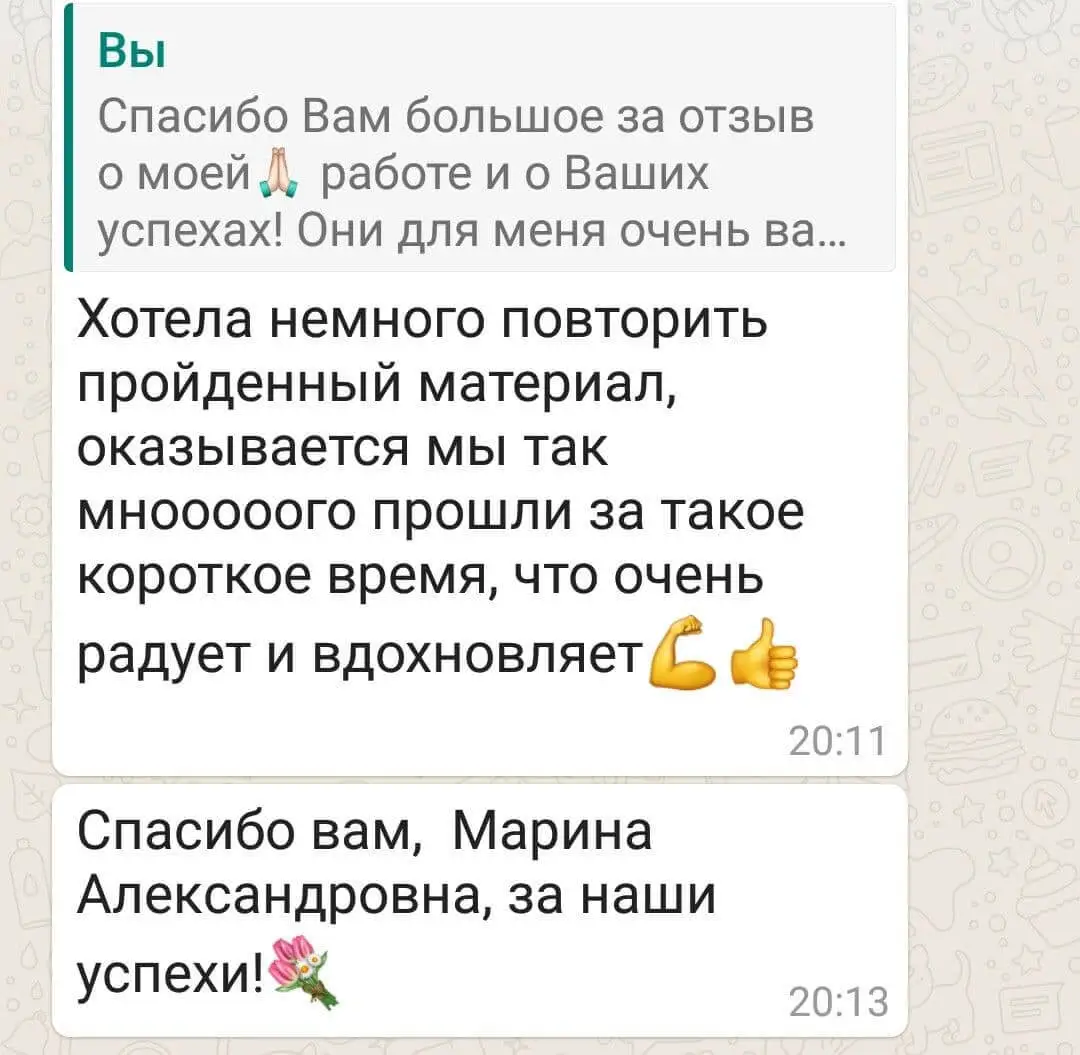 Вы
Спасибо Вам большое за отзыв
о моей🙏🏻 работе и о Ваших
успехах! Они для меня очень ва...
Хотела немного повторить
пройденный материал,
оказывается мы так
мнооооого прошли за такое
короткое время, что очень
радует и вдохновляет💪👍
20:11
Спасибо вам,  Марина
Александровна, за наши
успехи!💐
20:13